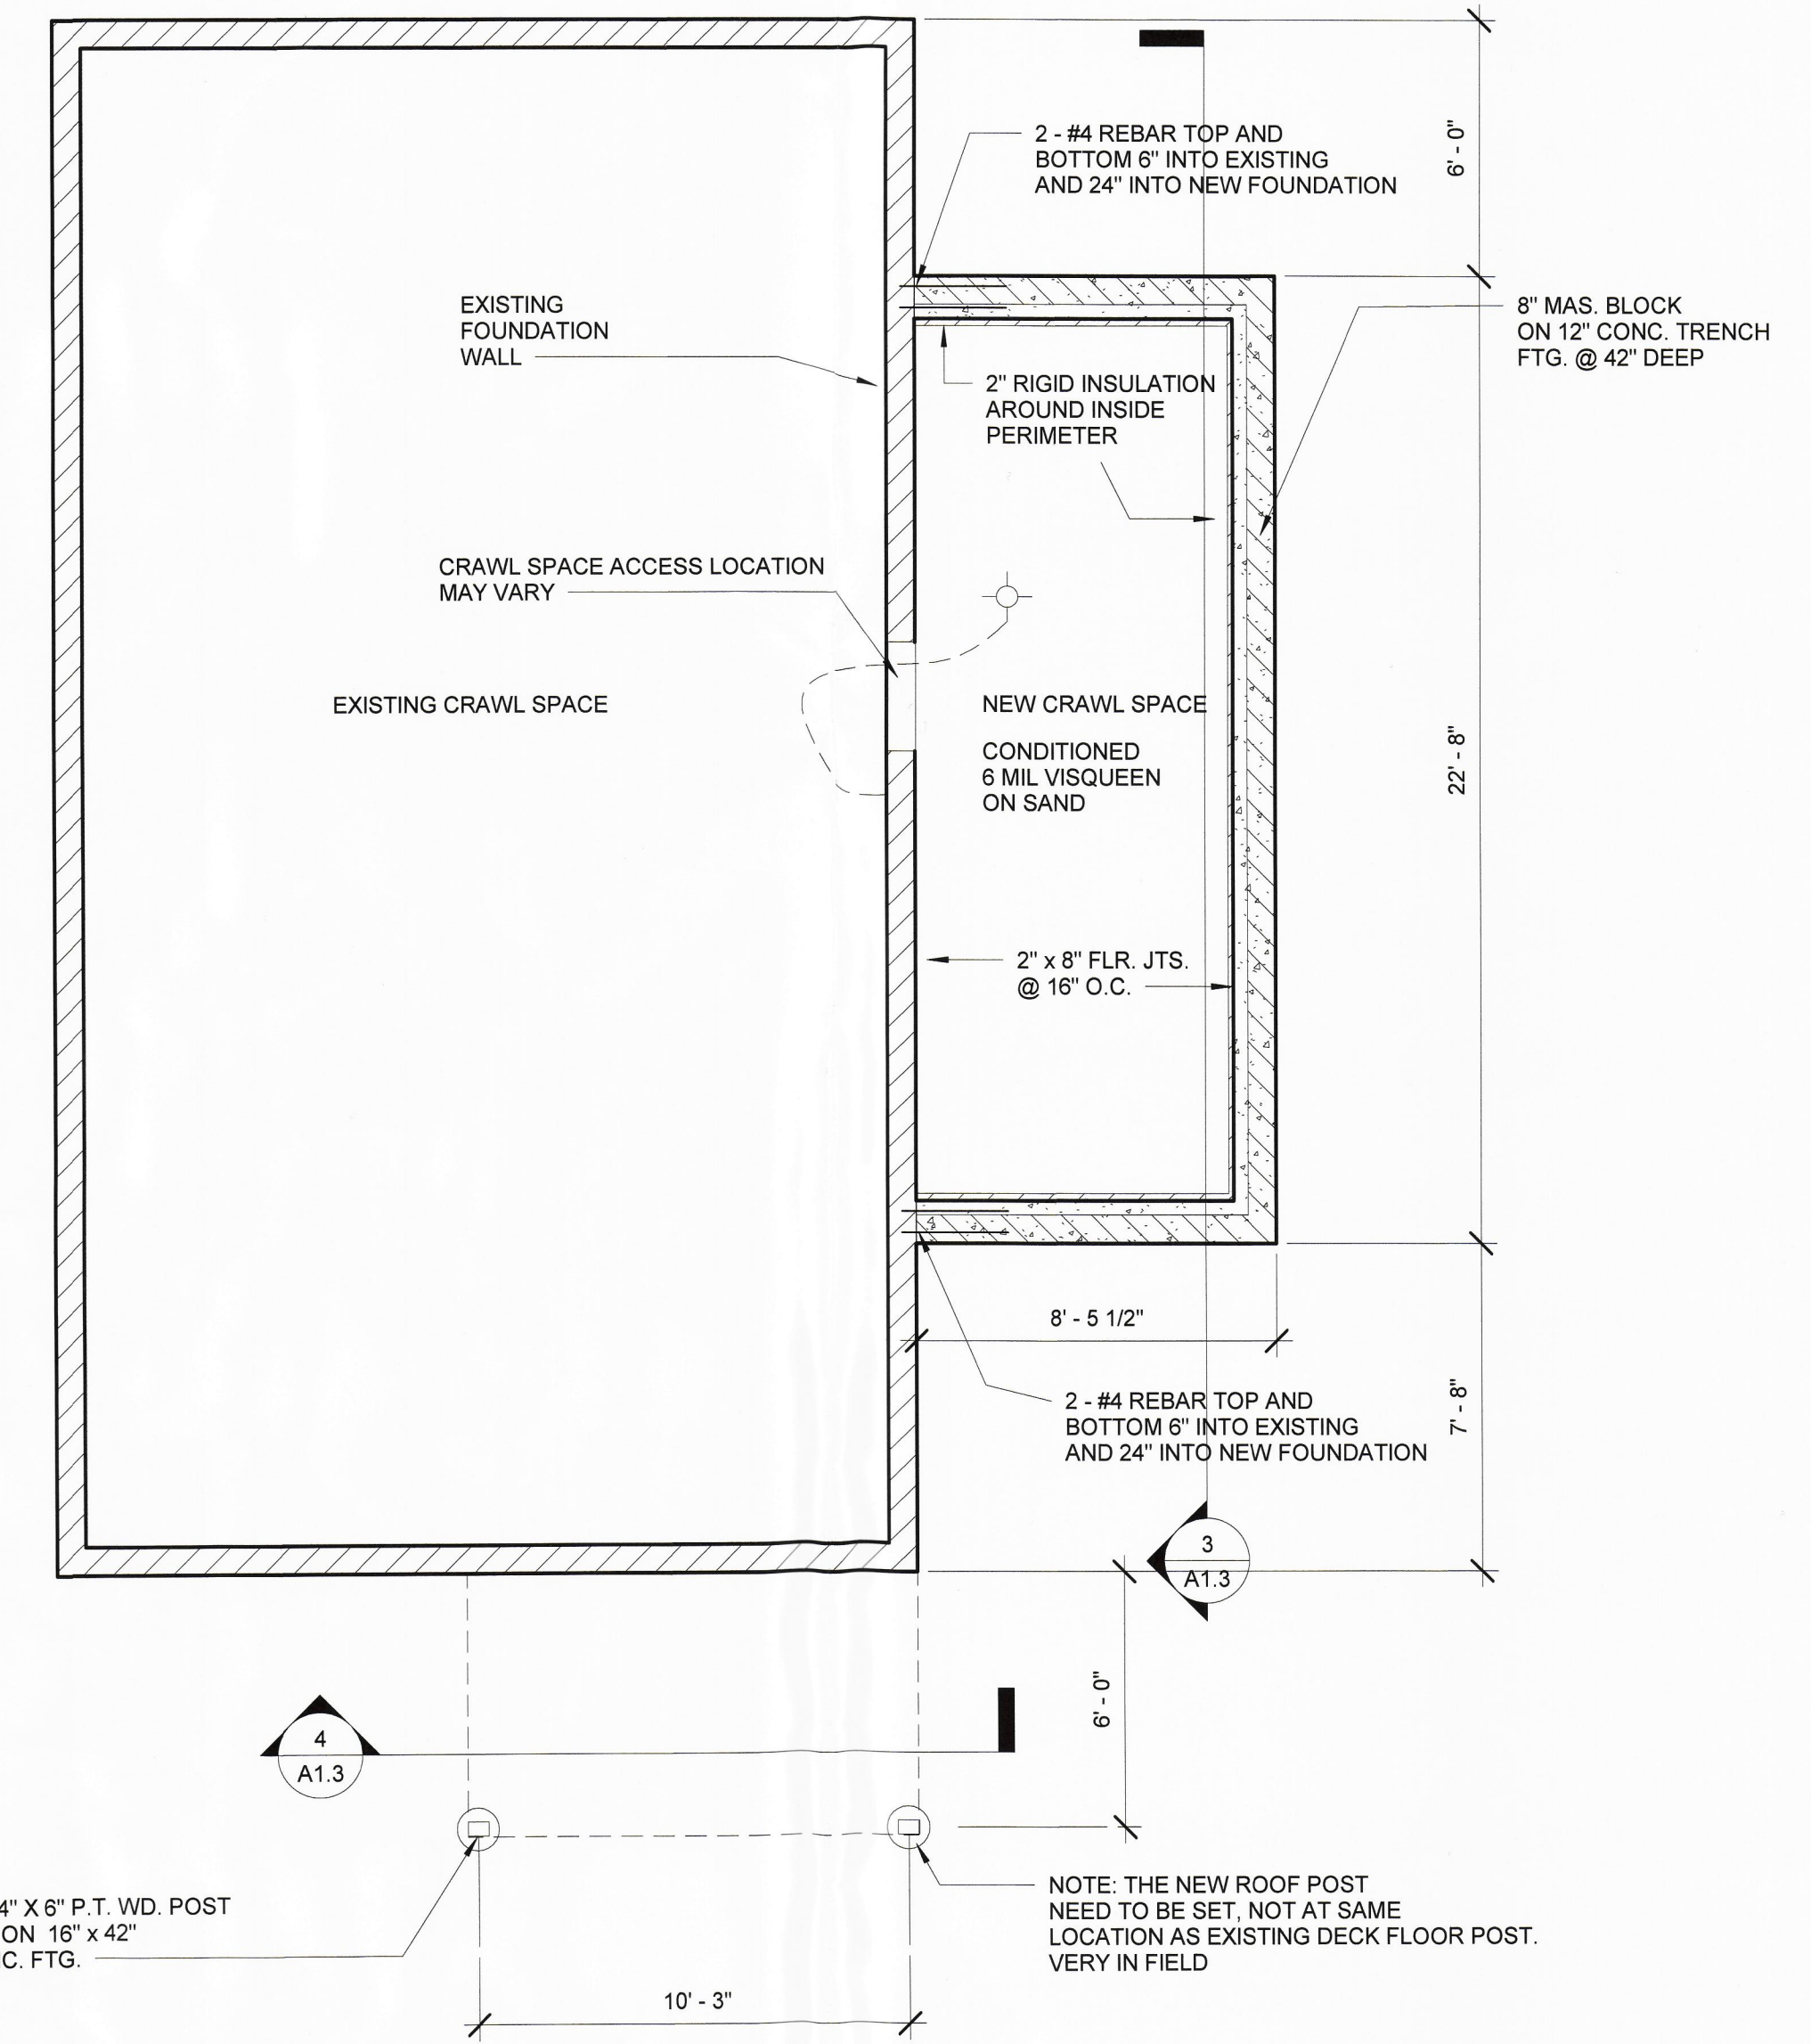 2 - #4 REBAR TOP AND
BOTTOM 6" INTO EXISTING
AND 24" INTO NEW FOUNDATION
6' - 0"
EXISTING
FOUNDATION
WALL
8" MAS. BLOCK
ON 12" CONC. TRENCH
FTG. @ 42" DEEP
2" RIGID INSULATION
AROUND INSIDE
PERIMETER
CRAWL SPACE ACCESS LOCATION
MAY VARY
EXISTING CRAWL SPACE
NEW CRAWL SPACE
CONDITIONED
6 MIL VISQUEEN
ON SAND
22' - 8"
2" x 8" FLR. JTS.
@ 16" O.C.
8' - 5 1/2"
2 - #4 REBAR TOP AND
BOTTOM 6" INTO EXISTING
AND 24" INTO NEW FOUNDATION
7' - 8"
3
A1.3
6' - 0"
4
A1.3
4" X 6" P.T. WD. POST
ON 16" x 42"
C. FTG.
NOTE: THE NEW ROOF POST
NEED TO BE SET, NOT AT SAME
LOCATION AS EXISTING DECK FLOOR POST.
VERY IN FIELD
10' - 3"